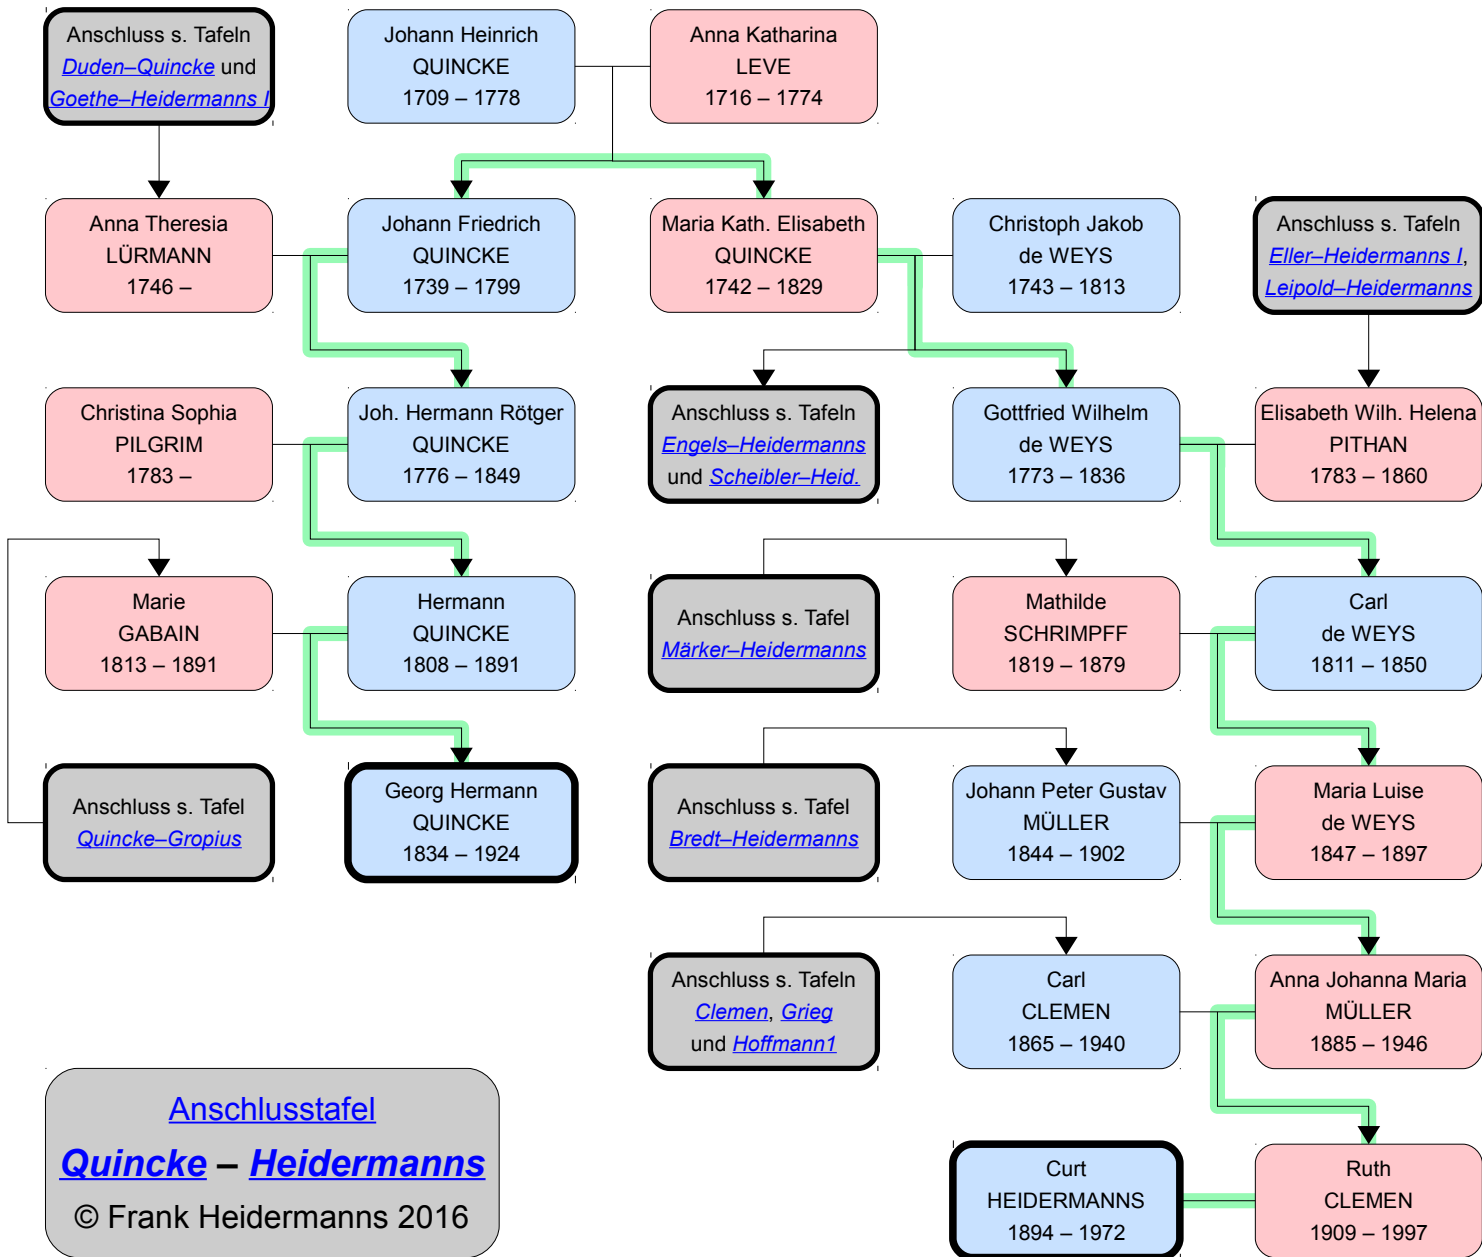 Anschluss s. Tafeln
Duden–Quincke und
Goethe–Heidermanns I
Johann Heinrich
QUINCKE
1709 – 1778
Anna Katharina
LEVE
1716 – 1774
Anna Theresia
LÜRMANN
1746 –
Johann Friedrich
QUINCKE
1739 – 1799
Maria Kath. Elisabeth
QUINCKE
1742 – 1829
Christoph Jakob
de WEYS
1743 – 1813
Anschluss s. Tafeln
Eller–Heidermanns I,
Leipold–Heidermanns
Christina Sophia
PILGRIM
1783 –
Joh. Hermann Rötger
QUINCKE
1776 – 1849
Anschluss s. Tafeln
Engels–Heidermanns
und Scheibler–Heid.
Gottfried Wilhelm
de WEYS
1773 – 1836
Elisabeth Wilh. Helena
PITHAN
1783 – 1860
Marie
GABAIN
1813 – 1891
Hermann
QUINCKE
1808 – 1891
Anschluss s. Tafel
Märker–Heidermanns
Mathilde
SCHRIMPFF
1819 – 1879
Carl
de WEYS
1811 – 1850
Anschluss s. Tafel
Quincke–Gropius
Georg Hermann
QUINCKE
1834 – 1924
Anschluss s. Tafel
Bredt–Heidermanns
Johann Peter Gustav
MÜLLER
1844 – 1902
Maria Luise
de WEYS
1847 – 1897
Anschluss s. Tafeln
Clemen, Grieg
und Hoffmann1
Carl
CLEMEN
1865 – 1940
Anna Johanna Maria
MÜLLER
1885 – 1946
Anschlusstafel
Quincke – Heidermanns
© Frank Heidermanns 2016
Curt
HEIDERMANNS
1894 – 1972
Ruth
CLEMEN
1909 – 1997